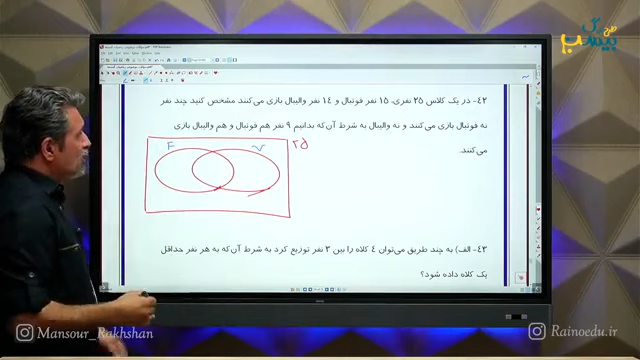 طرح بیست
۴۲- در یک کلاس ۲۵ نفری، ۱۵ نفر فوتبال و ۱۴ نفر والیبال بازی می‌کنند مشخص کنید چند نفر
نه فوتبال بازی می‌کنند و نه والیبال به شرط آن‌که بدانیم ۹ نفر هم فوتبال و هم والیبال بازی
می‌کنند.
F
V
۲۵
۴۳- الف) به چند طریق می‌توان ۴ کلاه را بین ۳ نفر توزیع کرد به شرط آن‌که به هر نفر حداقل
یک کلاه داده شود؟
Mansour_Rakhshan
Rainoedu.ir